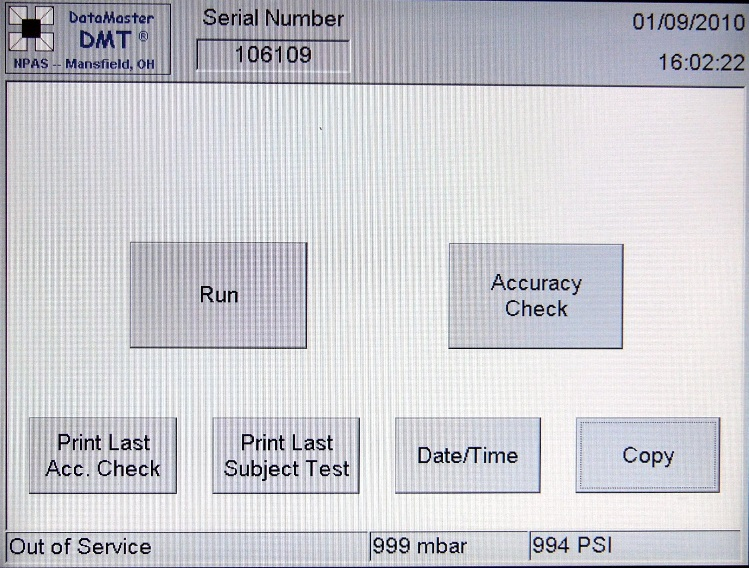 DataMaster
DMT ®
NPAS -- Mansfield, OH
Serial Number
106109
01/09/2010
16:02:22
Run
Accuracy
Check
Print Last
Acc. Check
Print Last
Subject Test
Date/Time
Copy
Out of Service
999 mbar
994 PSI